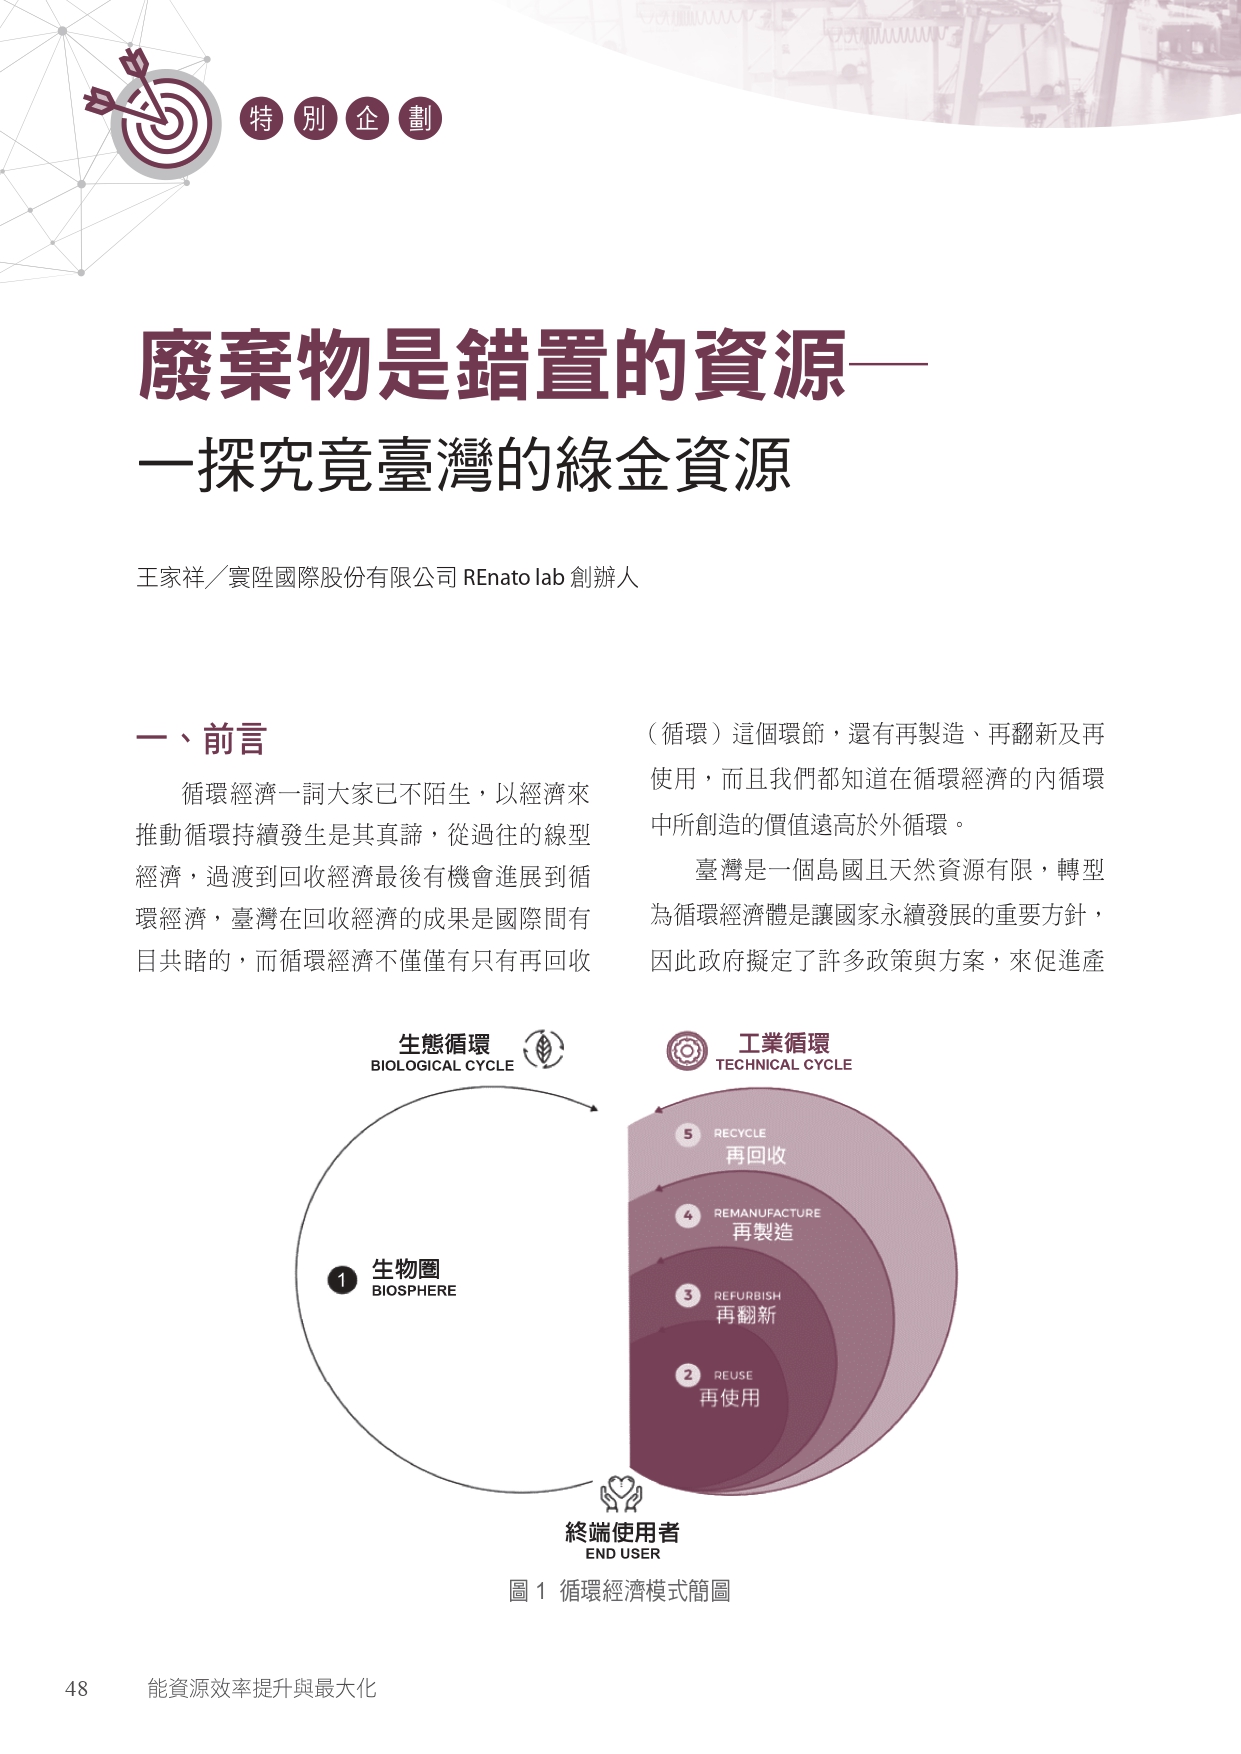 特別企劃
廢棄物是錯置的資源——
一探究竟臺灣的綠金資源
王家祥／寰陞國際股份有限公司 REnato lab 創辦人
一、前言
循環經濟一詞大家已不陌生，以經濟來
推動循環持續發生是其真諦，從過往的線型
經濟，過渡到回收經濟最後有機會進展到循
環經濟，臺灣在回收經濟的成果是國際間有
目共睹的，而循環經濟不僅僅有只有再回收
（循環）這個環節，還有再製造、再翻新及再
使用，而且我們都知道在循環經濟的內循環
中所創造的價值遠高於外循環。
臺灣是一個島國且天然資源有限，轉型
為循環經濟體是讓國家永續發展的重要方針，
因此政府擬定了許多政策與方案，來促進產
生態循環
BIOLOGICAL CYCLE
工業循環
TECHNICAL CYCLE
5 RECYCLE
再回收
4 REMANUFACTURE
再製造
1 生物圈
BIOSPHERE
3 REFURBISH
再翻新
2 REUSE
再使用
終端使用者
END USER
圖 1 循環經濟模式簡圖
48 能資源效率提升與最大化